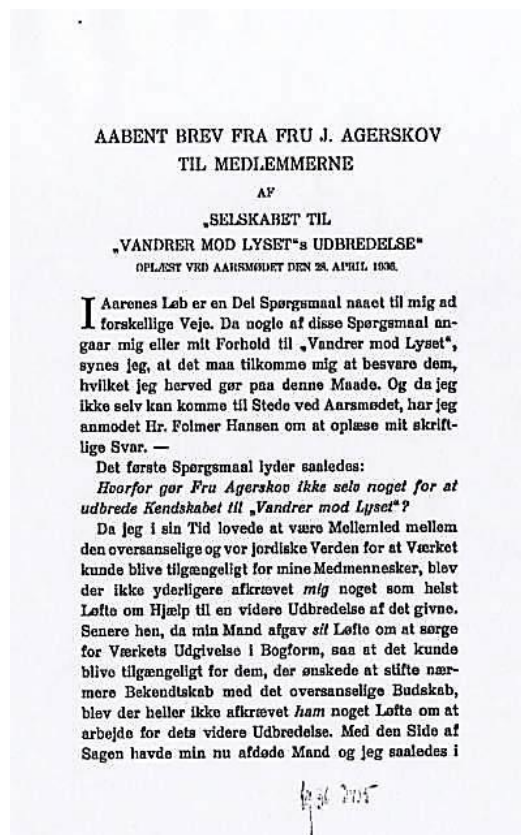 AABENT BREV FRA FRU J. AGERSKOV
TIL MEDLEMMERNE
AF
„SELSKABET TIL
„VANDRER MOD LYSET“s UDBREDELSE“
OPLÆST VED AARSMØDET DEN 28. APRIL 1936.
I Aarenes Løb er en Del Spørgsmaal naaet til mig ad
forskellige Veje. Da nogle af disse Spørgsmaal an-
gaar mig eller mit Forhold til „Vandrer mod Lyset“,
synes jeg, at det maa tilkomme mig at besvare dem,
hvilket jeg herved gør paa denne Maade. Og da jeg
ikke selv kan komme til Stede ved Aarsmødet, har jeg
anmodet Hr. Folmer Hansen om at oplæse mit skrift-
lige Svar. —
Det første Spørgsmaal lyder saaledes:
Hvorfor gør Fru Agerskov ikke selv noget for at
udbrede Kendskabet til „Vandrer mod Lyset“?
Da jeg i sin Tid lovede at være Mellemled mellem
den oversanselige og vor jordiske Verden for at Værket
kunde blive tilgængeligt for mine Medmennesker, blev
der ikke yderligere afkrævet mig noget som helst
Løfte om Hjælp til en videre Udbredelse af det givne.
Senere hen, da min Mand afgav sit Løfte om at sørge
for Værkets Udgivelse i Bogform, saa at det kunde
blive tilgængeligt for dem, der ønskede at stifte nær-
mere Bekendtskab med det oversanselige Budskab,
blev der heller ikke afkrævet ham noget Løfte om at
arbejde for dets videre Udbredelse. Med den Side af
Sagen havde min nu afdøde Mand og jeg saaledes i